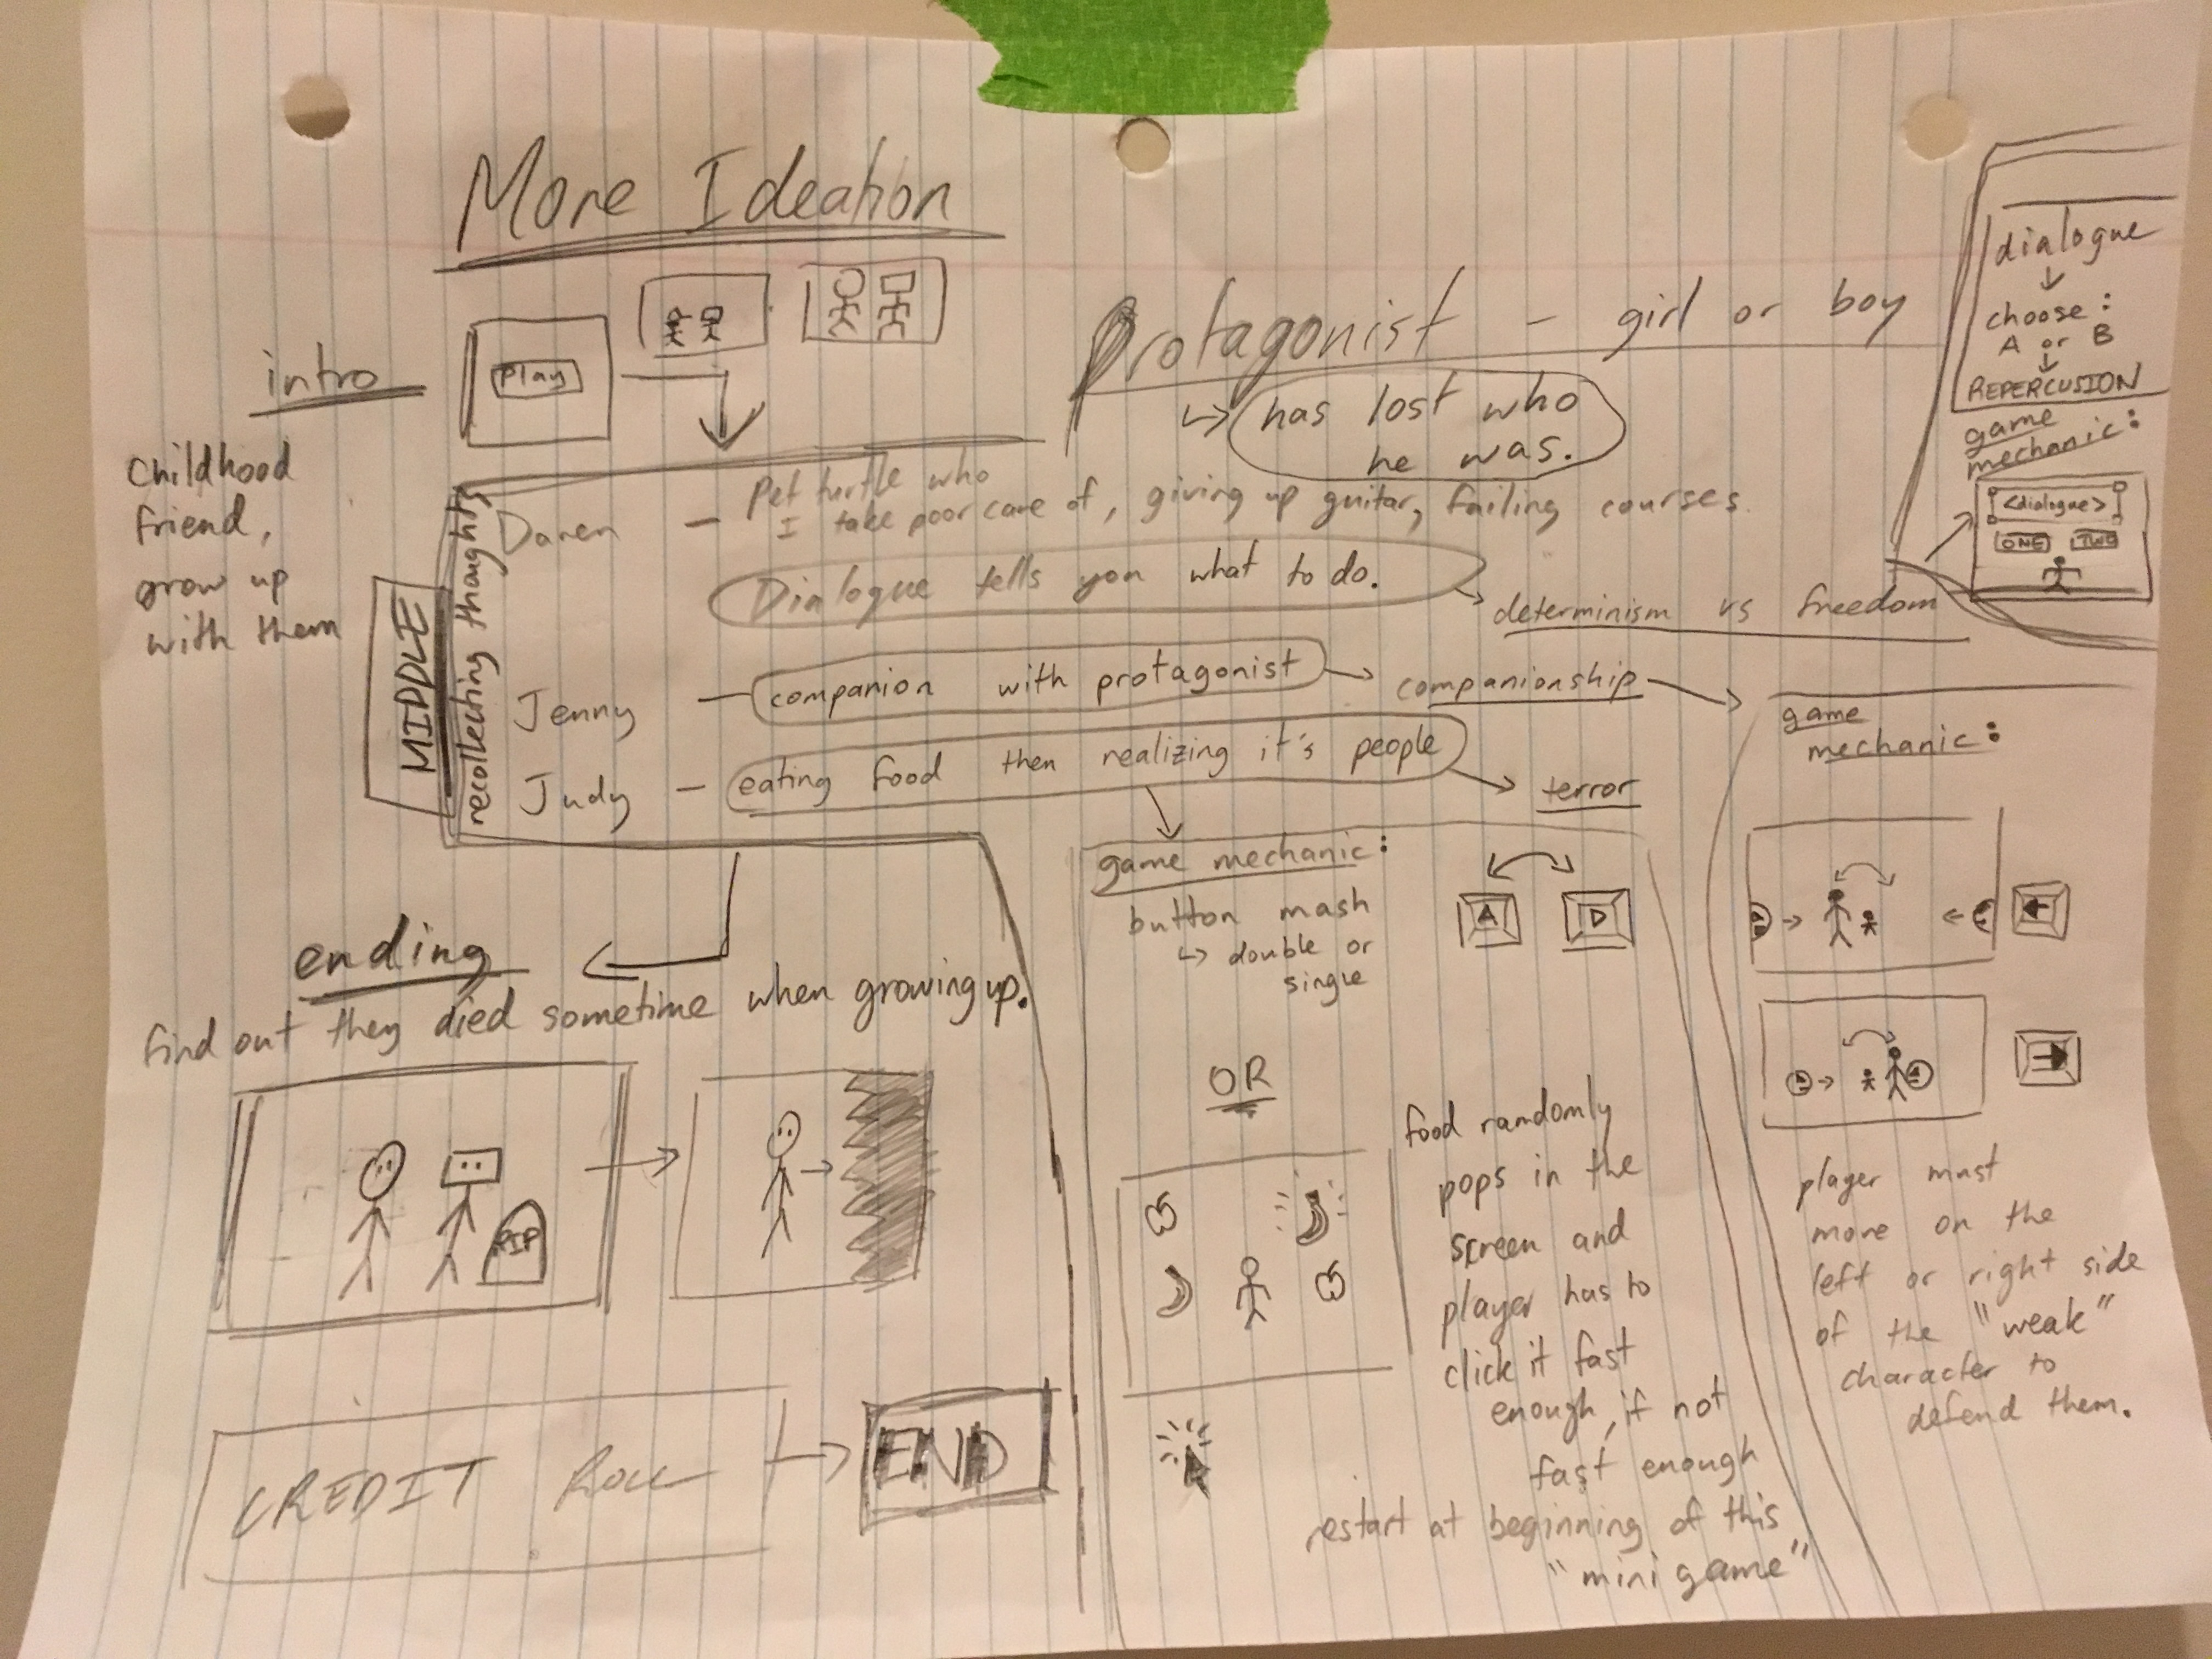 More Ideation
intro
Play
Childhood
friend,
grow up
with them
Protagonist - girl or boy
↳ has lost who
he was.
dialogue
↓
choose:
A or B
↓
REPERCUSION
game
mechanic:
<dialogue>
ONE TWO
MIDDLE
recollecting thoughts
Daren - Pet turtle who
I take poor care of, giving up guitar, failing courses.
Dialogue tells you what to do.
determinism vs freedom
Jenny - companion with protagonist → companionship
Judy - eating food then realizing it's people → terror
game
mechanic:
player must
move on the
left or right side
of the "weak"
character to
defend them.
game mechanic:
button mash
↳ double or
single
A D
OR
food randomly
pops in the
screen and
player has to
click it fast
enough, if not
fast enough
restart at beginning of this
"mini game"
ending
find out they died sometime when growing up.
RIP
CREDIT ROLL
END